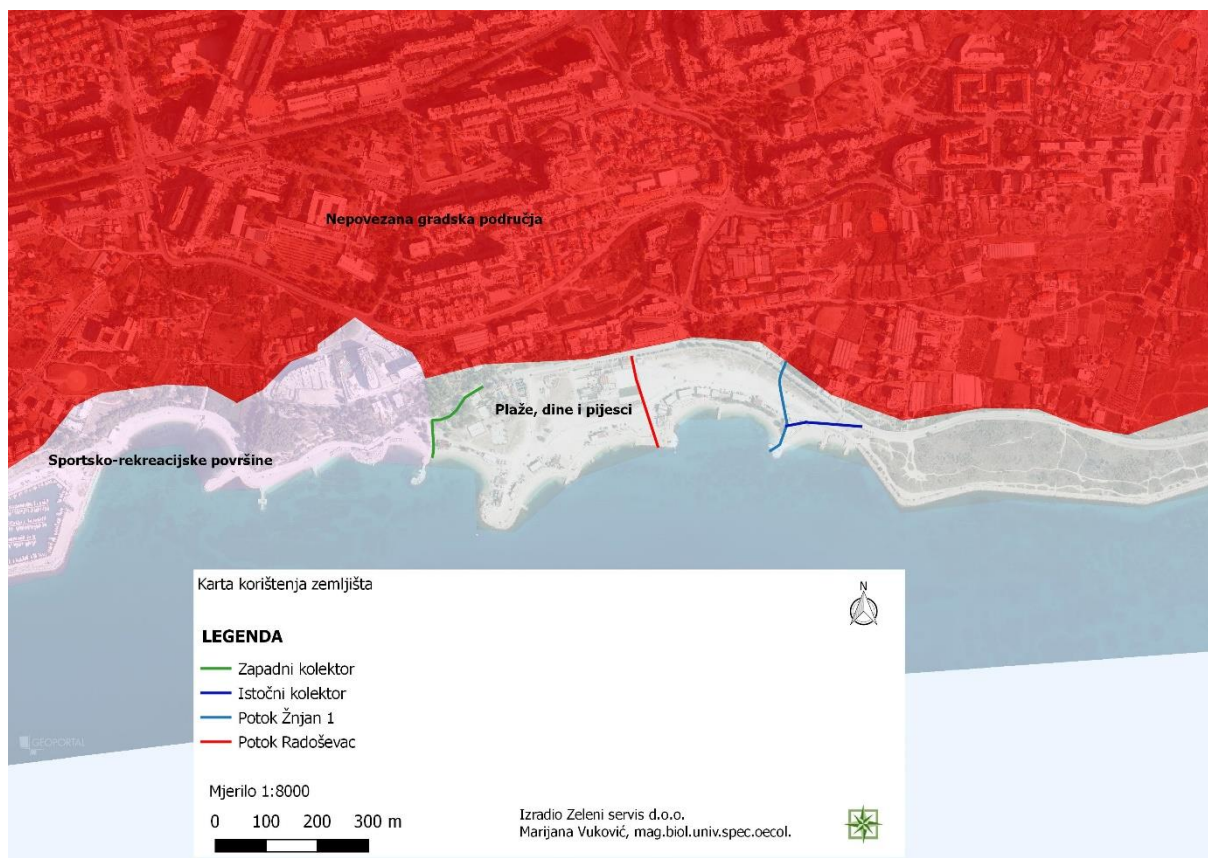 Nepovezana gradska područja
Plaže, dine i pijesci
Sportsko-rekreacijske površine
Karta korištenja zemljišta
N
LEGENDA
Zapadni kolektor
Istočni kolektor
Potok Žnjan 1
Potok Radoševac
GEOPORTAL
Mjerilo 1:8000
0 100 200 300 m
Izradio Zeleni servis d.o.o.
Marijana Vuković, mag.biol.univ.spec.oecol.